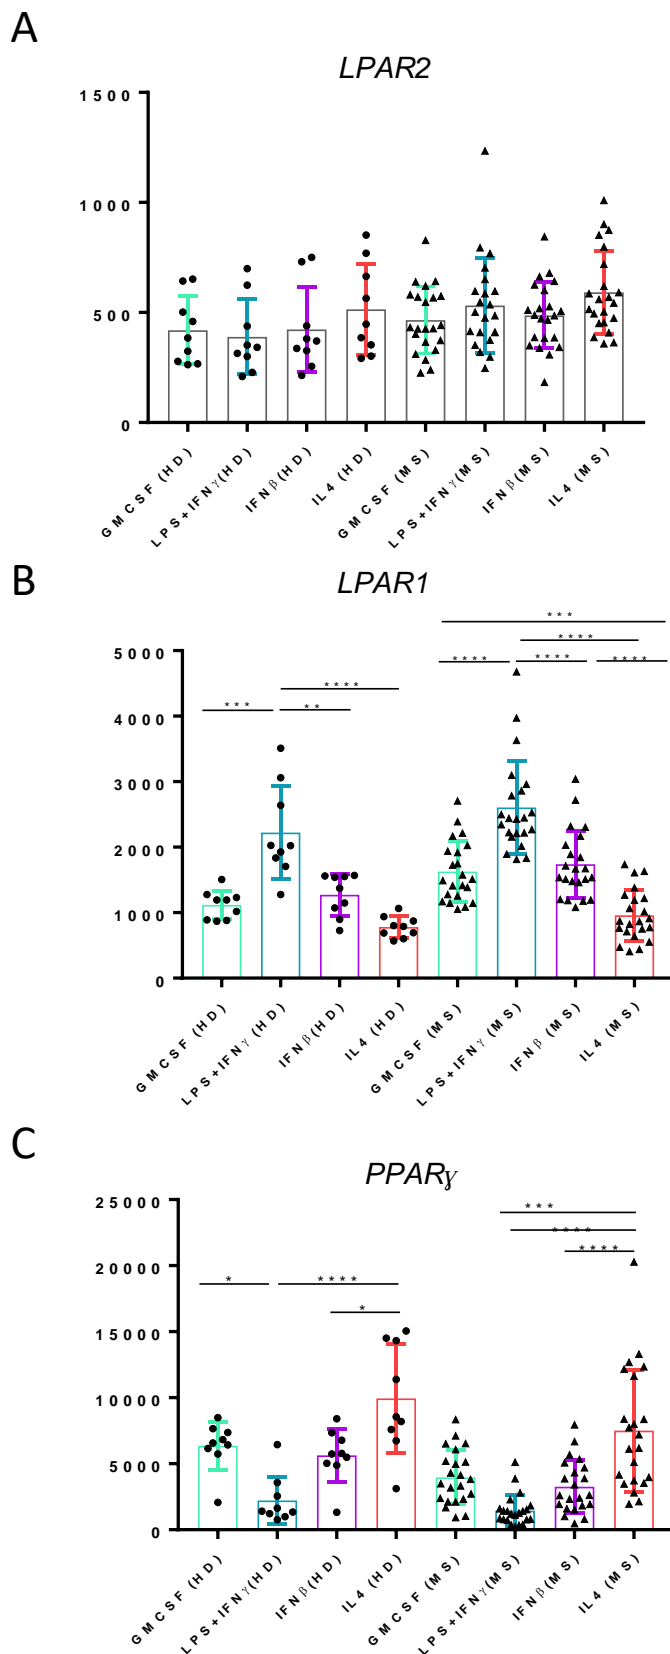 A
LPAR2
1500
1000
500
0
GMCSF (HD)
LPS+IFNγ(HD)
IFNβ(HD)
IL4 (HD)
GMCSF (MS)
LPS+IFNγ(MS)
IFNβ(MS)
IL4 (MS)
B
LPAR1
***
****
**** **** ****
5000
****
*** **
4000
3000
2000
1000
0
GMCSF (HD)
LPS+IFNγ (HD)
IFNβ(HD)
IL4 (HD)
GMCSF (MS)
LPS+IFNγ (MS)
IFNβ (MS)
IL4 (MS)
C
PPARɣ
25000
***
****
****
20000
* ****
*
15000
10000
5000
0
GMCSF (HD)
LPS+IFNγ(HD)
IFNβ(HD)
IL4 (HD)
GMCSF (MS)
LPS+IFNγ(MS)
IFNβ(MS)
IL4 (MS)